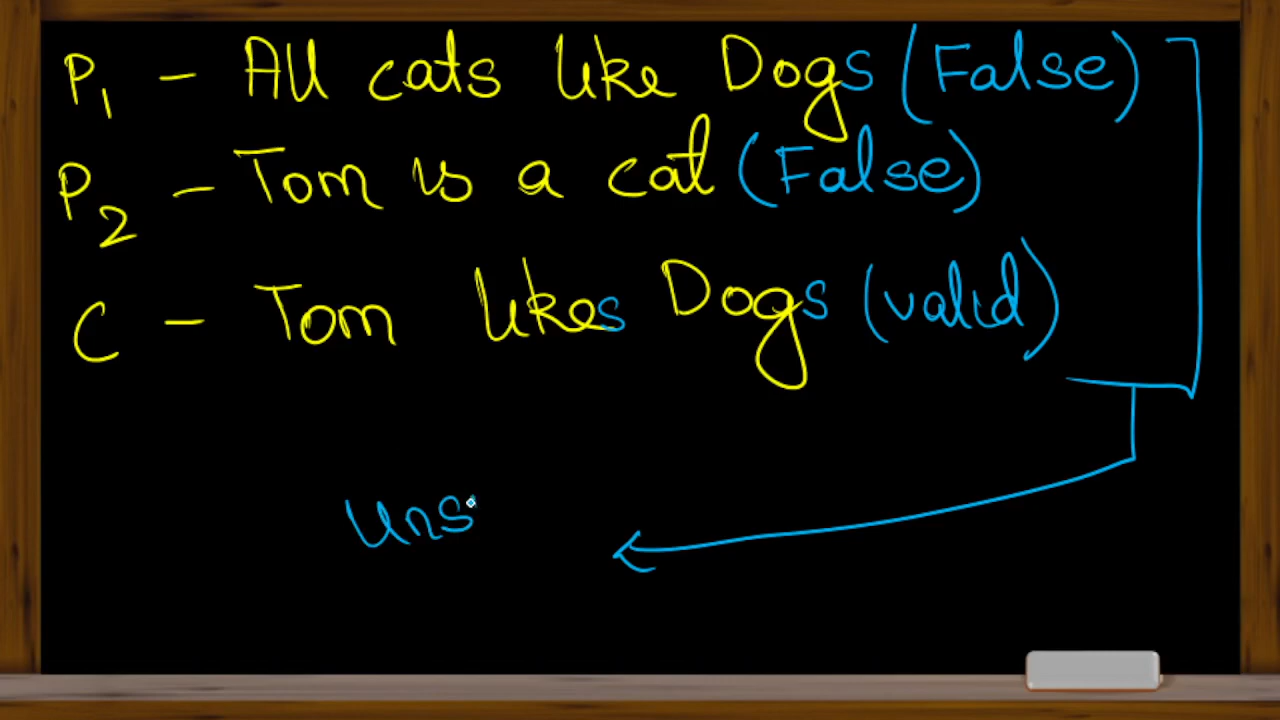 P1 - All cats like Dogs (False)
P2 - Tom is a cat (False)
C - Tom likes Dogs (valid)
Uns